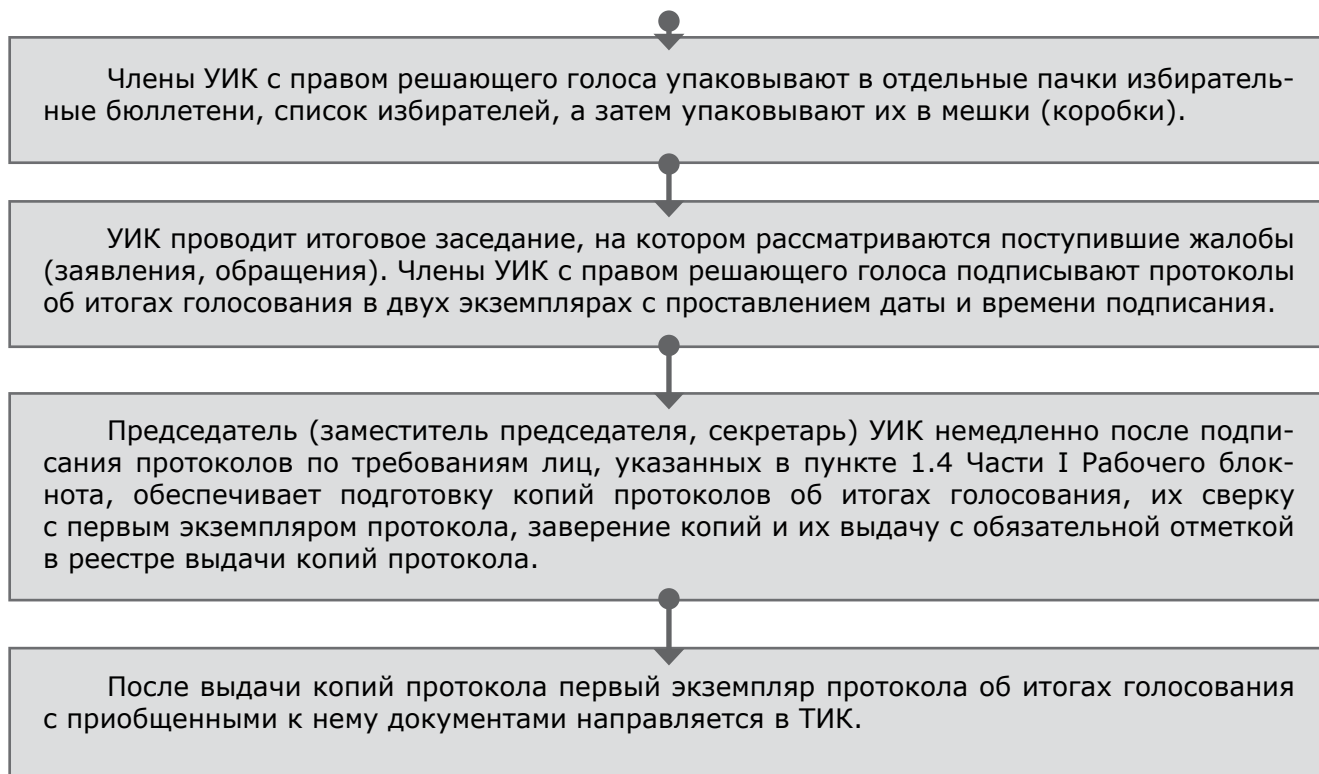 Члены УИК с правом решающего голоса упаковывают в отдельные пачки избиратель-
ные бюллетени, список избирателей, а затем упаковывают их в мешки (коробки).
УИК проводит итоговое заседание, на котором рассматриваются поступившие жалобы
(заявления, обращения). Члены УИК с правом решающего голоса подписывают протоколы
об итогах голосования в двух экземплярах с проставлением даты и времени подписания.
Председатель (заместитель председателя, секретарь) УИК немедленно после подпи-
сания протоколов по требованиям лиц, указанных в пункте 1.4 Части I Рабочего блок-
нота, обеспечивает подготовку копий протоколов об итогах голосования, их сверку
с первым экземпляром протокола, заверение копий и их выдачу с обязательной отметкой
в реестре выдачи копий протокола.
После выдачи копий протокола первый экземпляр протокола об итогах голосования
с приобщенными к нему документами направляется в ТИК.